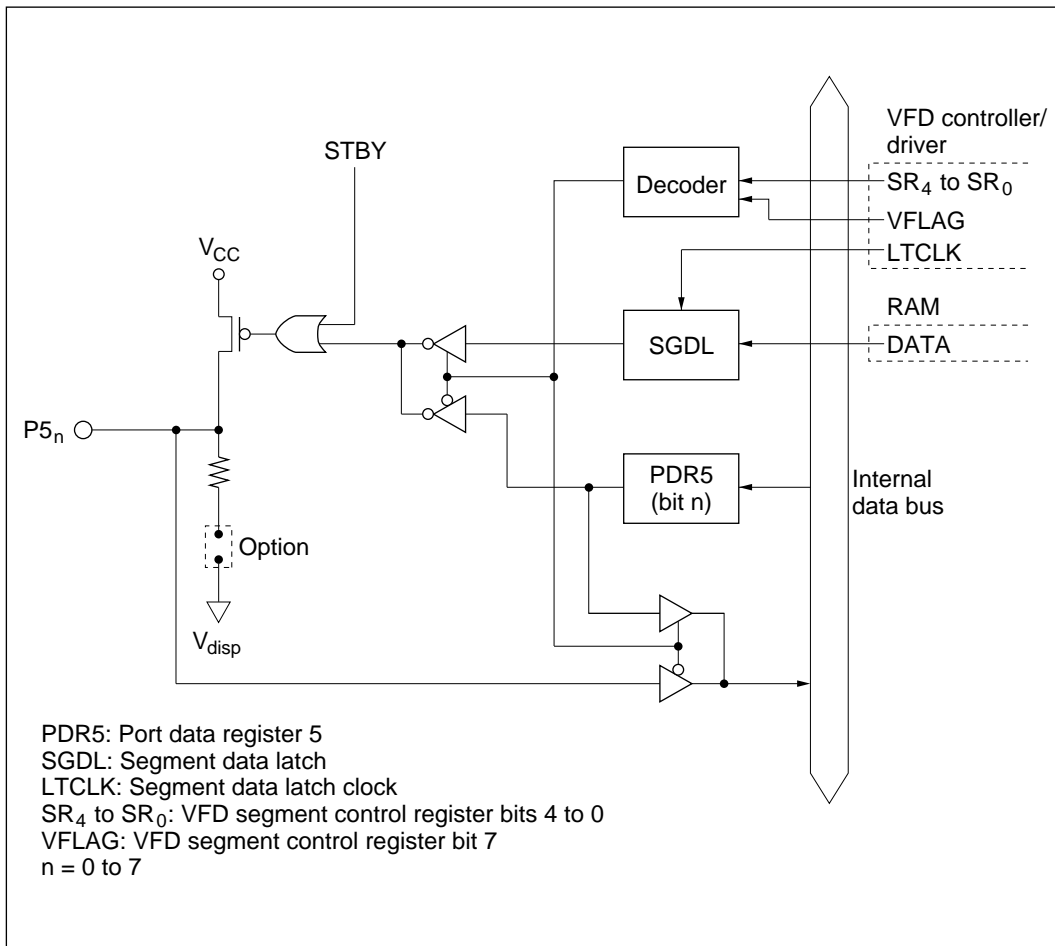 VFD controller/
driver
STBY
Decoder
SR₄ to SR₀
VFLAG
V_CC
LTCLK
RAM
SGDL
DATA
P5ₙ
PDR5
(bit n)
Internal
data bus
Option
V_disp
PDR5: Port data register 5
SGDL: Segment data latch
LTCLK: Segment data latch clock
SR₄ to SR₀: VFD segment control register bits 4 to 0
VFLAG: VFD segment control register bit 7
n = 0 to 7